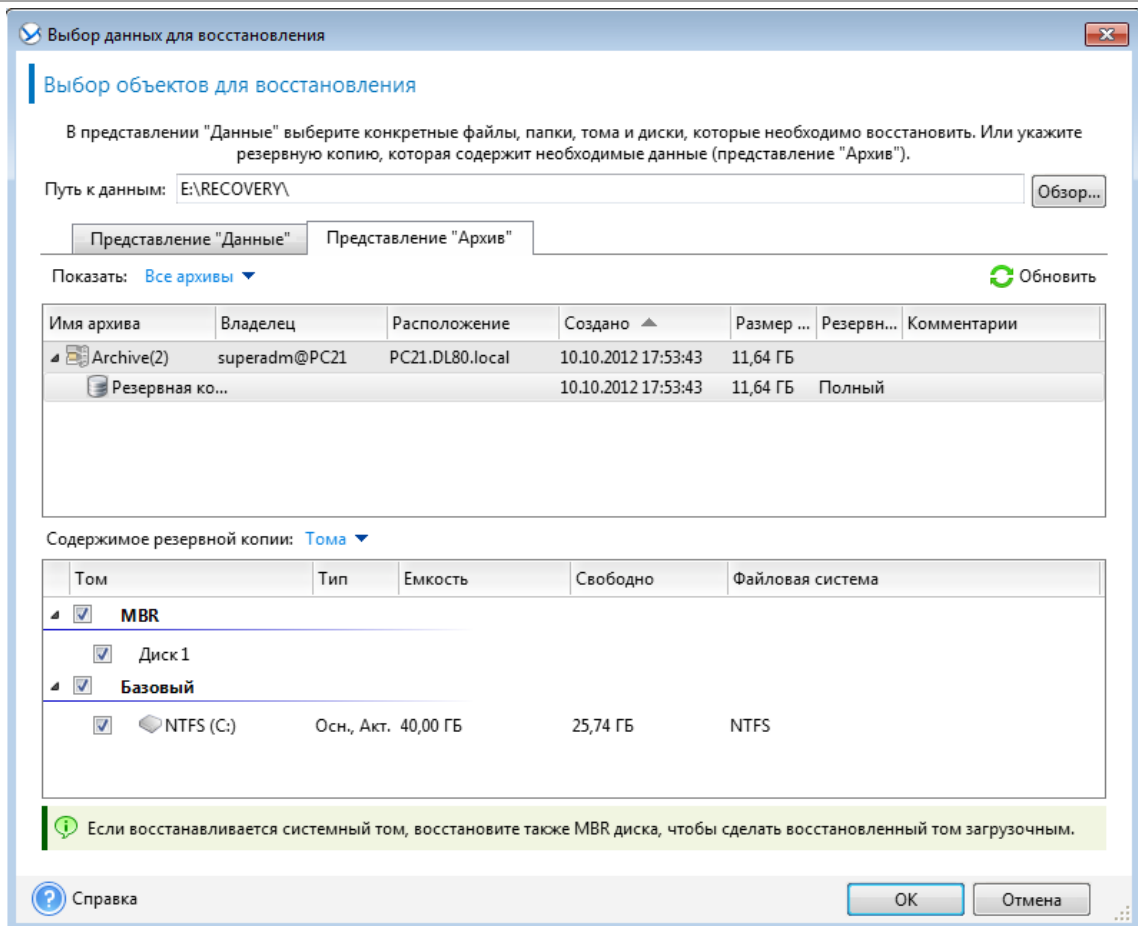 Выбор данных для восстановления
Выбор объектов для восстановления
В представлении "Данные" выберите конкретные файлы, папки, тома и диски, которые необходимо восстановить. Или укажите
резервную копию, которая содержит необходимые данные (представление "Архив").
Путь к данным: E:\RECOVERY\ Обзор...
Представление "Данные" Представление "Архив"
Показать: Все архивы Обновить
Имя архива Владелец Расположение Создано Размер ... Резервн... Комментарии
Archive(2) superadm@PC21 PC21.DL80.local 10.10.2012 17:53:43 11,64 ГБ
Резервная ко... 10.10.2012 17:53:43 11,64 ГБ Полный
Содержимое резервной копии: Тома
Том Тип Емкость Свободно Файловая система
MBR
Диск 1
Базовый
NTFS (C:) Осн., Акт. 40,00 ГБ 25,74 ГБ NTFS
Если восстанавливается системный том, восстановите также MBR диска, чтобы сделать восстановленный том загрузочным.
Справка OK Отмена